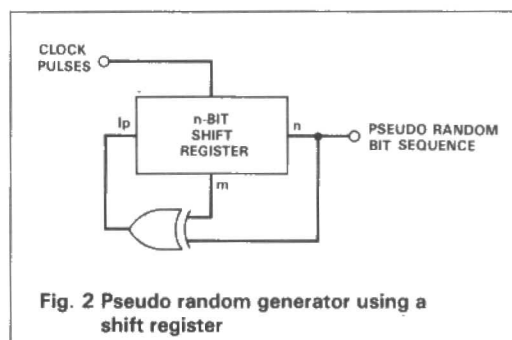 CLOCK
PULSES
Ip
n-BIT
SHIFT
REGISTER
n
PSEUDO RANDOM
BIT SEQUENCE
m
Fig. 2 Pseudo random generator using a
shift register